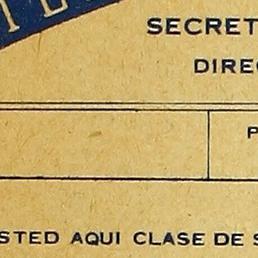 SECRET
DIREC
P
STED AQUI CLASE DE S